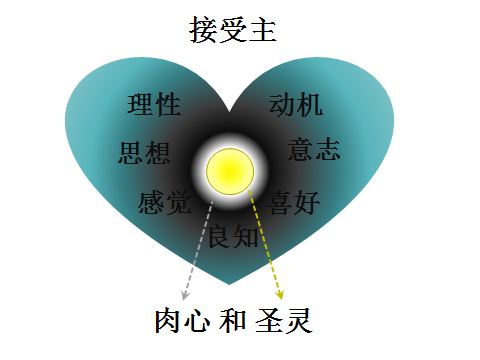 接受主
理性 动机
思想 意志
感觉 喜好
良知
肉心 和 圣灵